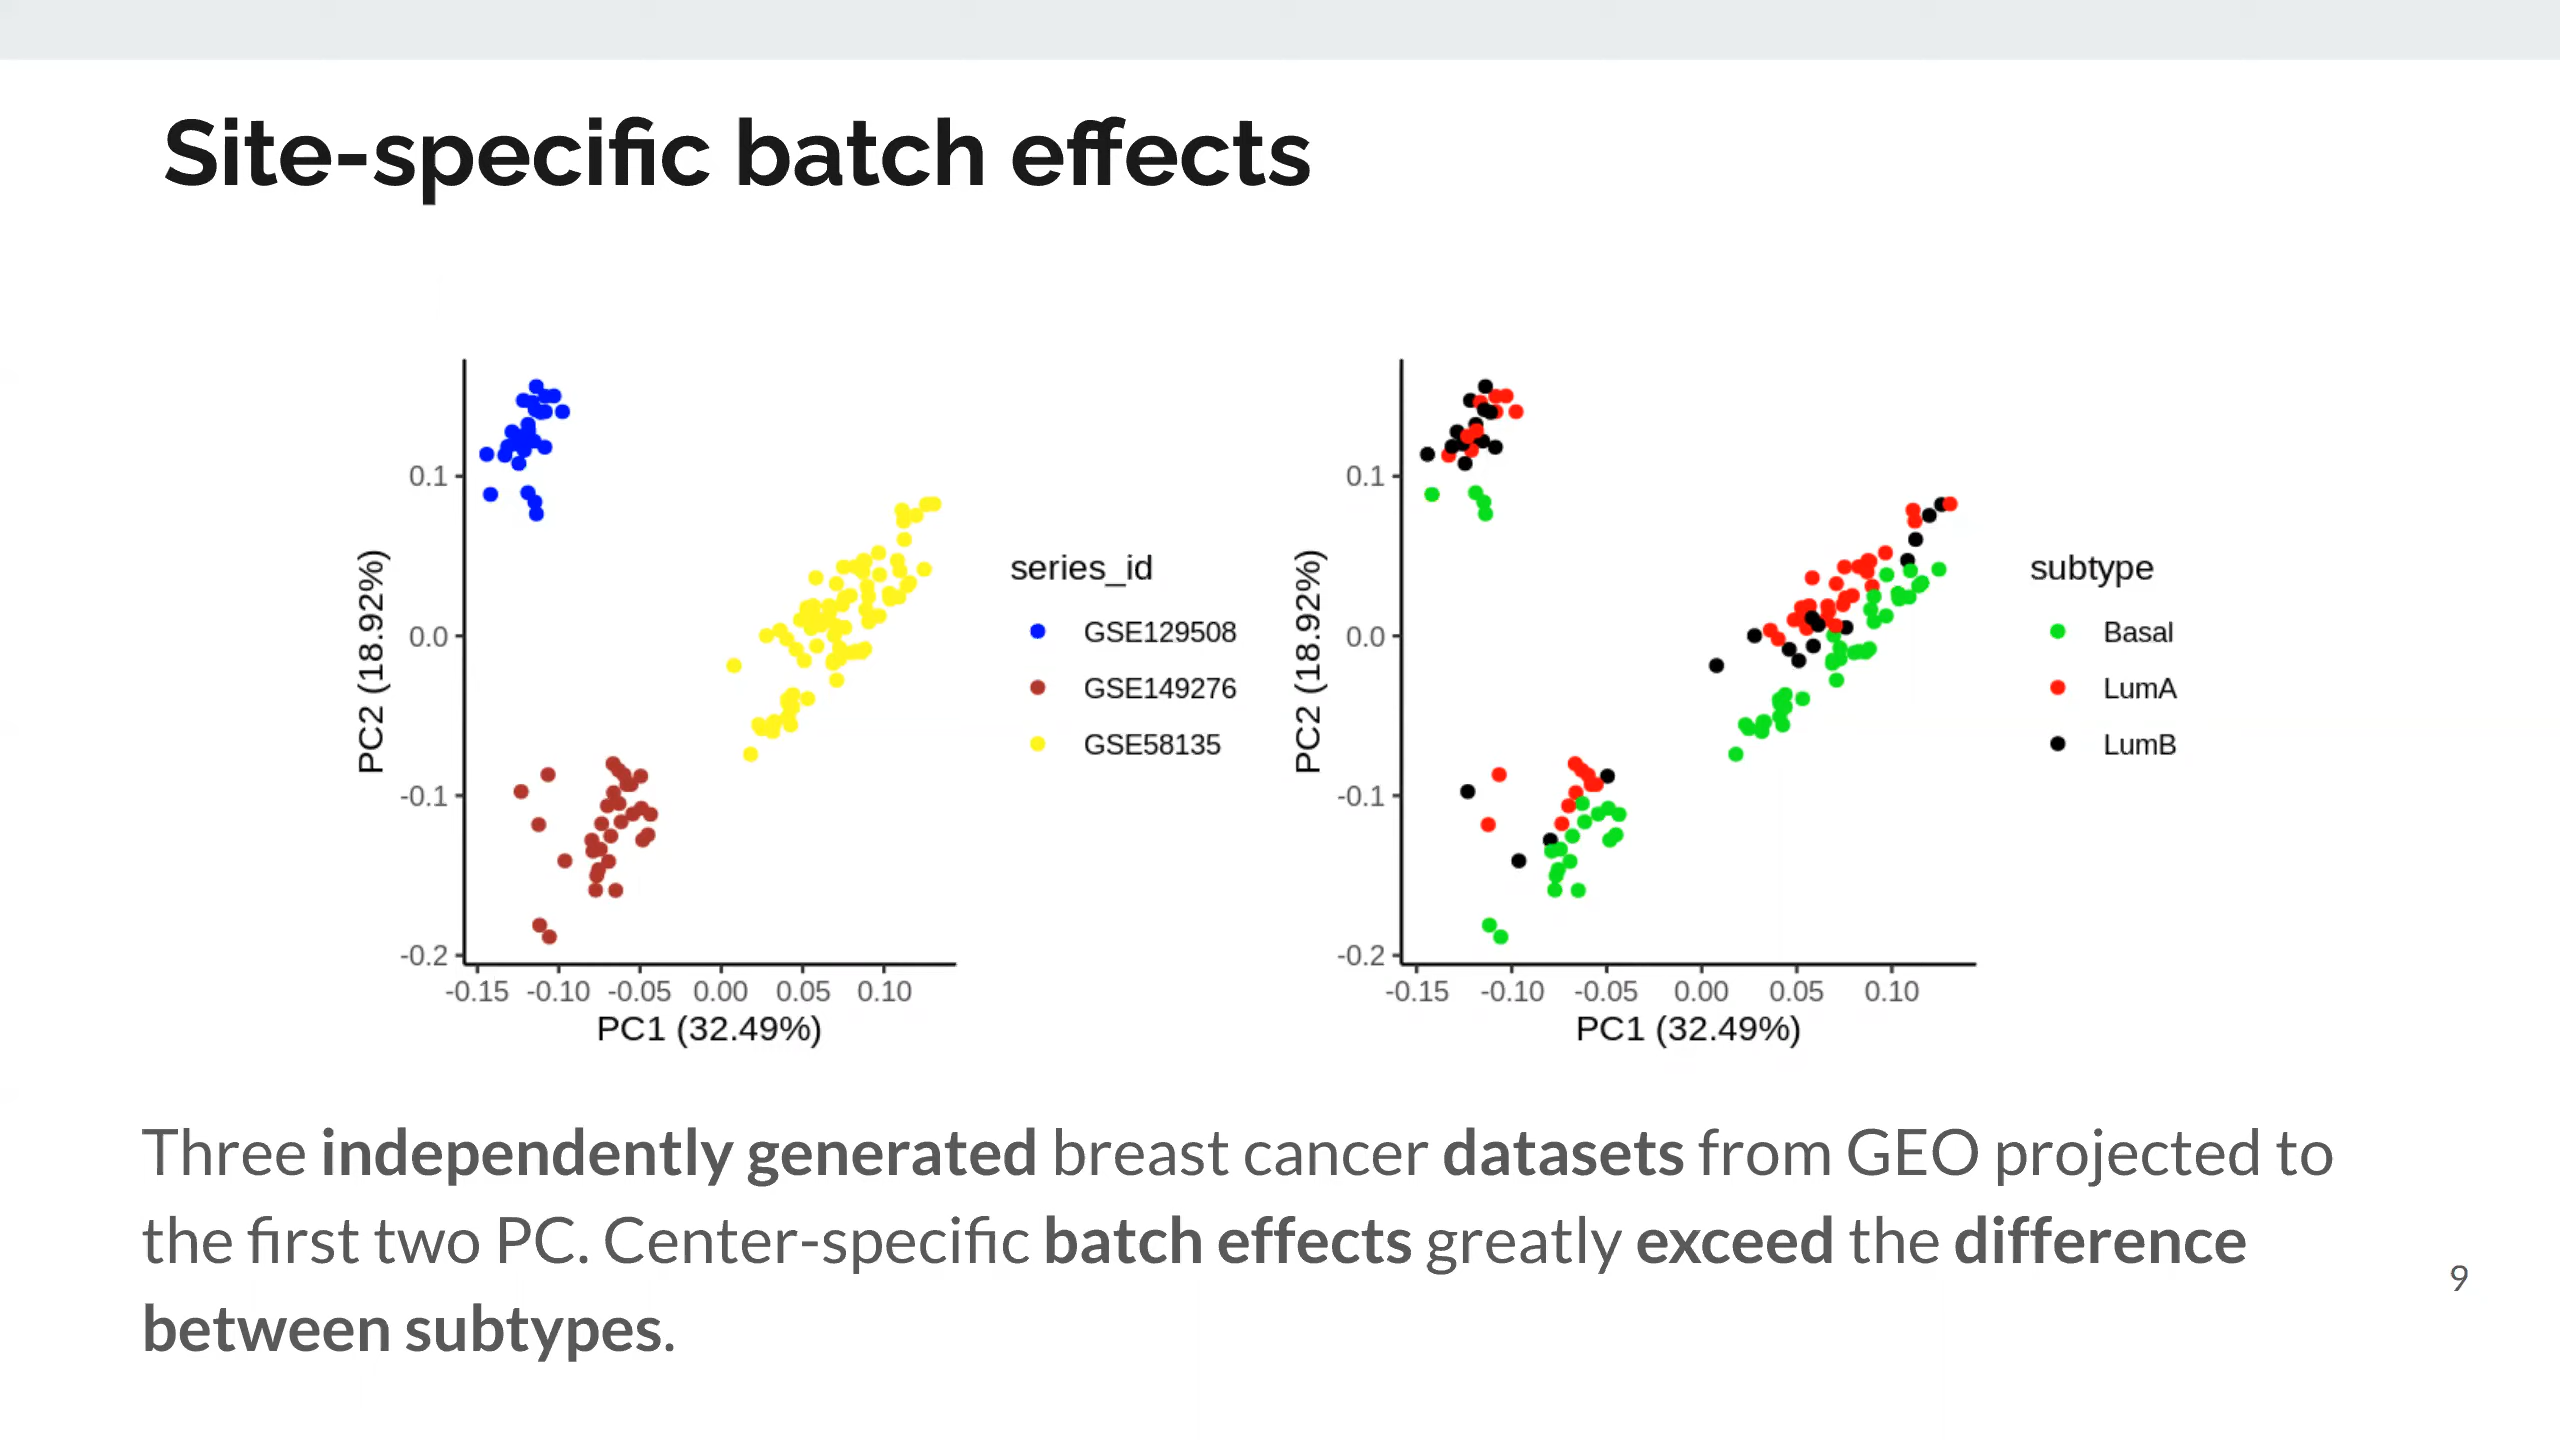 Site-specific batch effects
PC2 (18.92%)
0.1
0.0
-0.1
-0.2
-0.15 -0.10 -0.05 0.00 0.05 0.10
PC1 (32.49%)
series_id
GSE129508
GSE149276
GSE58135
PC2 (18.92%)
0.1
0.0
-0.1
-0.2
-0.15 -0.10 -0.05 0.00 0.05 0.10
PC1 (32.49%)
subtype
Basal
LumA
LumB
Three independently generated breast cancer datasets from GEO projected to
the first two PC. Center-specific batch effects greatly exceed the difference
between subtypes.
9